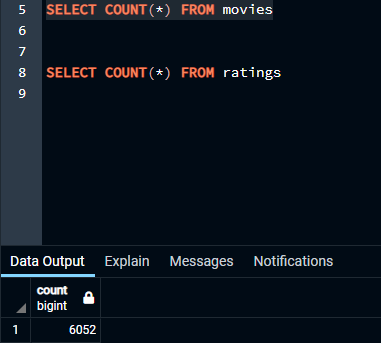 5 SELECT COUNT(*) FROM movies
6
7
8 SELECT COUNT(*) FROM ratings
9
Data Output Explain Messages Notifications
count
bigint
1 6052